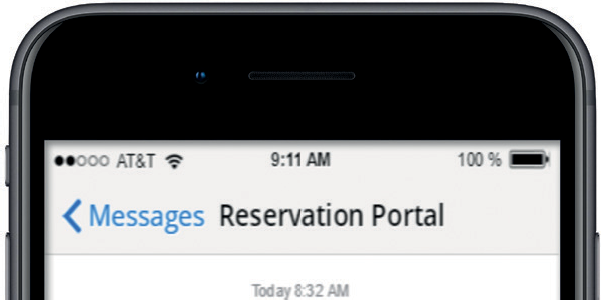 AT&T 9:11 AM 100 %
Messages Reservation Portal
Today 8:32 AM